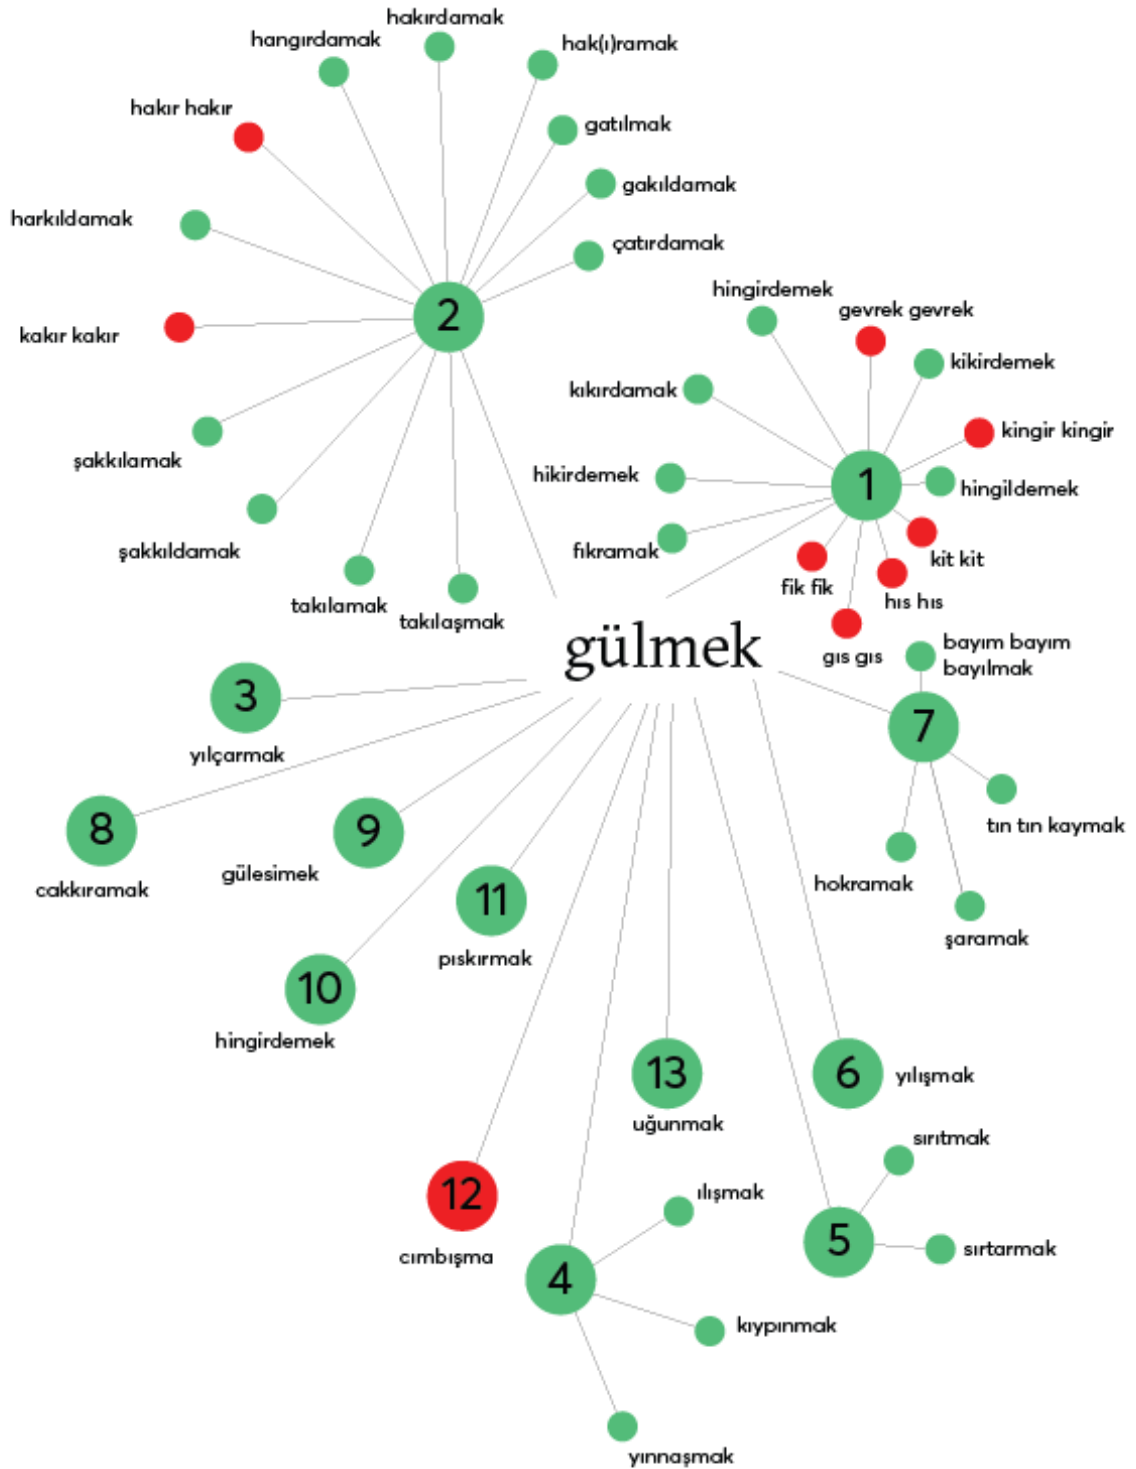 hakırdamak
hangırdamak
hak(ı)ramak
hakır hakır
gatılmak
gakıldamak
harkıldamak
çatırdamak
2
kakır kakır
şakkılamak
şakkıldamak
takılamak
takılaşmak
hingirdemek
gevrek gevrek
kikirdemek
kıkırdamak
kingir kingir
hikirdemek
1
hingildemek
fıkramak
kit kit
fik fik
hıs hıs
gıs gıs
gülmek
bayım bayım
bayılmak
7
tın tın kaymak
hokramak
şaramak
3
yılçarmak
8
cakkıramak
9
gülesimek
11
pıskırmak
10
hingirdemek
13
uğunmak
6
yılışmak
12
cımbışma
sırıtmak
5
sırtarmak
ılışmak
4
kıypınmak
yınnaşmak